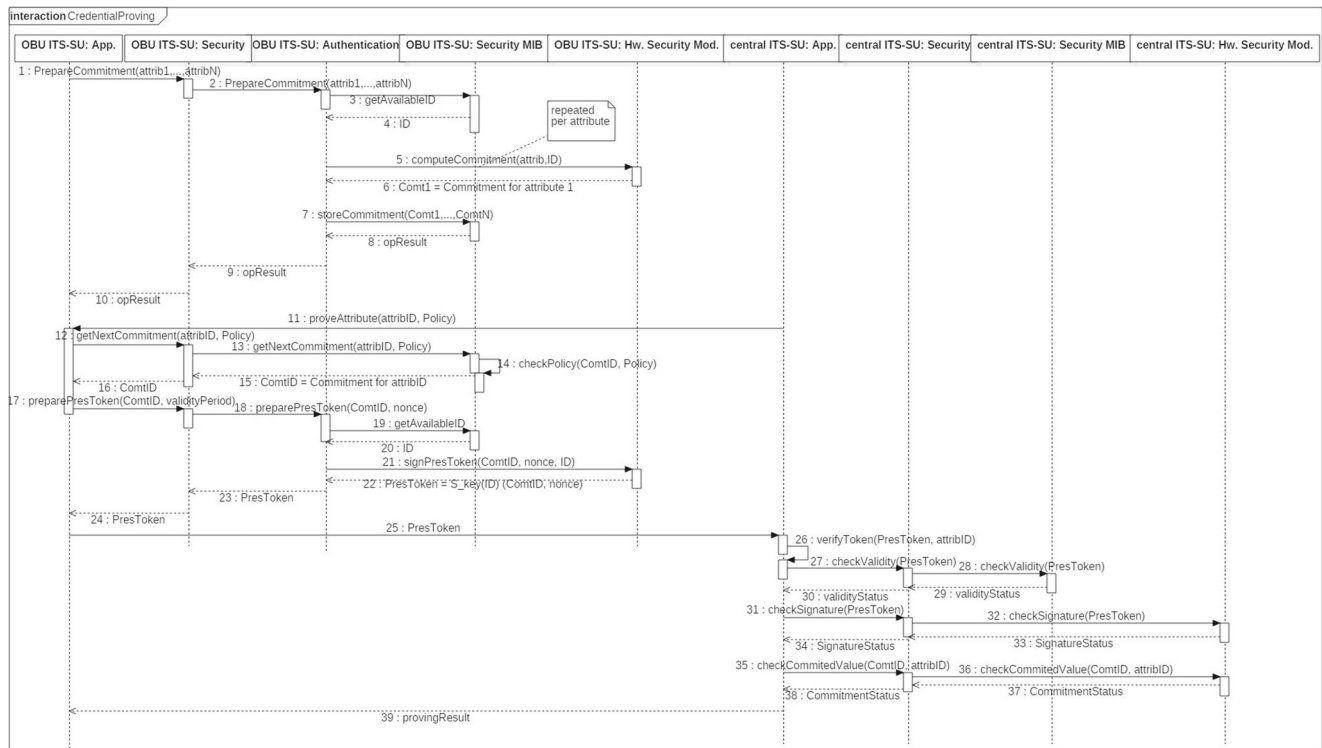 interaction CredentialProving
OBU ITS-SU: App.
OBU ITS-SU: Security
OBU ITS-SU: Authentication
OBU ITS-SU: Security MIB
OBU ITS-SU: Hw. Security Mod.
central ITS-SU: App.
central ITS-SU: Security
central ITS-SU: Security MIB
central ITS-SU: Hw. Security Mod.
1 : PrepareCommitment(attrib1,...,attribN)
2 : PrepareCommitment(attrib1,...,attribN)
3 : getAvailableID
4 : ID
repeated
per attribute
5 : computeCommitment(attrib,ID)
6 : Comt1 = Commitment for attribute 1
7 : storeCommitment(Comt1,...,ComtN)
8 : opResult
9 : opResult
10 : opResult
11 : proveAttribute(attribID, Policy)
12 : getNextCommitment(attribID, Policy)
13 : getNextCommitment(attribID, Policy)
14 : checkPolicy(ComtID, Policy)
15 : ComtID = Commitment for attribID
16 : ComtID
17 : preparePresToken(ComtID, validityPeriod)
18 : preparePresToken(ComtID, nonce)
19 : getAvailableID
20 : ID
21 : signPresToken(ComtID, nonce, ID)
22 : PresToken = S_key(ID) (ComtID, nonce)
23 : PresToken
24 : PresToken
25 : PresToken
26 : verifyToken(PresToken, attribID)
27 : checkValidity(PresToken)
28 : checkValidity(PresToken)
29 : validityStatus
30 : validityStatus
31 : checkSignature(PresToken)
32 : checkSignature(PresToken)
33 : SignatureStatus
34 : SignatureStatus
35 : checkCommitedValue(ComtID, attribID)
36 : checkCommitedValue(ComtID, attribID)
37 : CommitmentStatus
38 : CommitmentStatus
39 : provingResult